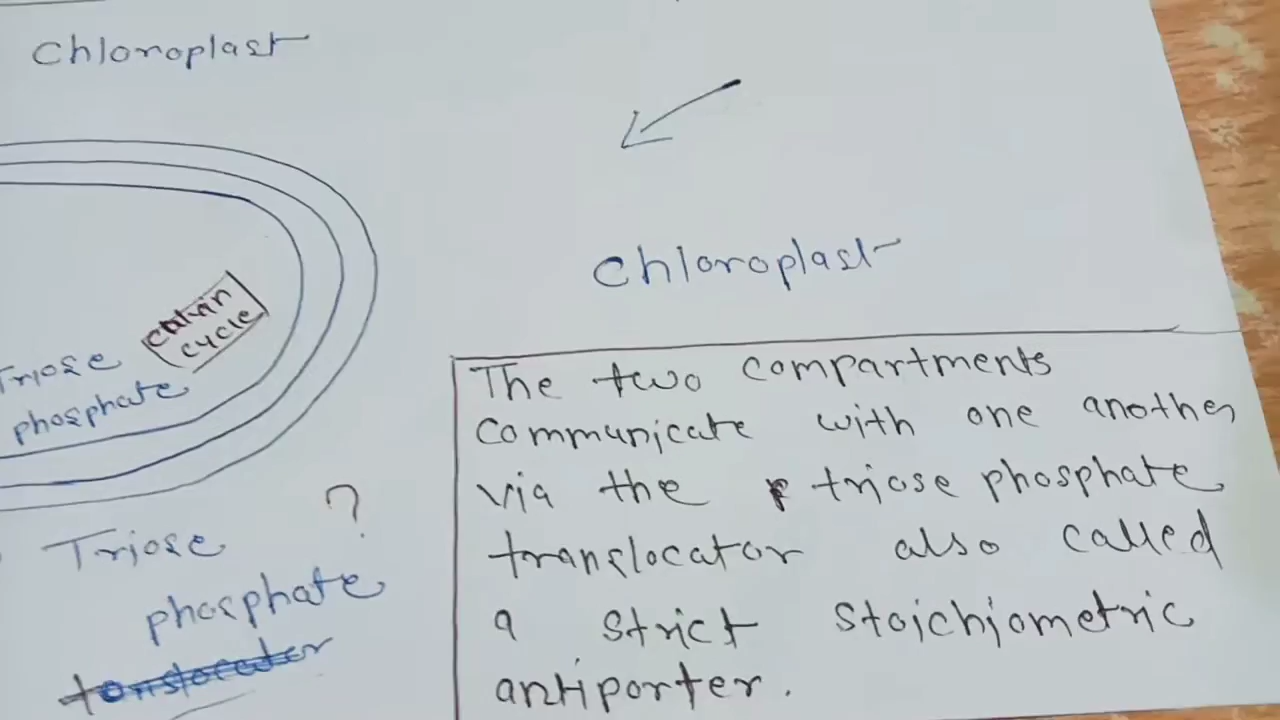 Chloroplast
Chloroplast
Calvin
cycle
Triose
phosphate
?
Triose
phosphate
The two compartments
communicate with one another
via the triose phosphate
translocator also called
a strict stoichiometric
antiporter.